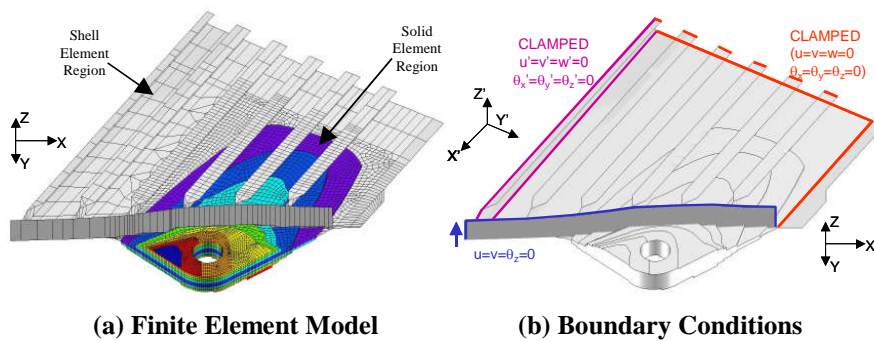 Shell
Element
Region
Solid
Element
Region
Z
X
Y
(a) Finite Element Model
CLAMPED
u'=v'=w'=0
θx'=θy'=θz'=0
CLAMPED
(u=v=w=0
θx=θy=θz=0)
Z'
Y'
X'
u=v=θz=0
Z
X
Y
(b) Boundary Conditions